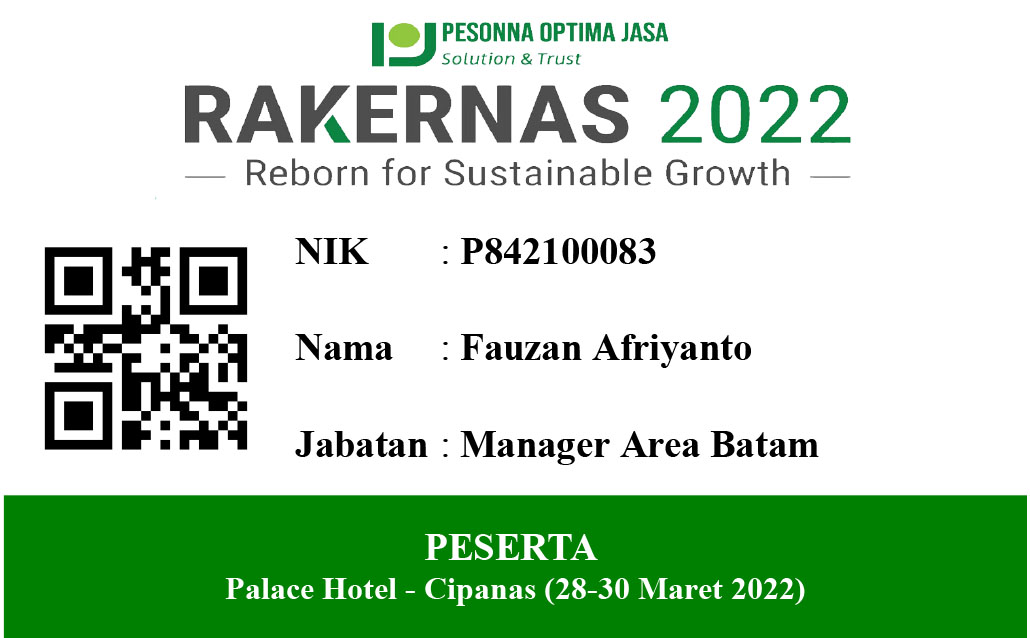 PESONNA OPTIMA JASA
Solution & Trust
RAKERNAS 2022
Reborn for Sustainable Growth
NIK : P842100083
Nama : Fauzan Afriyanto
Jabatan : Manager Area Batam
PESERTA
Palace Hotel - Cipanas (28-30 Maret 2022)